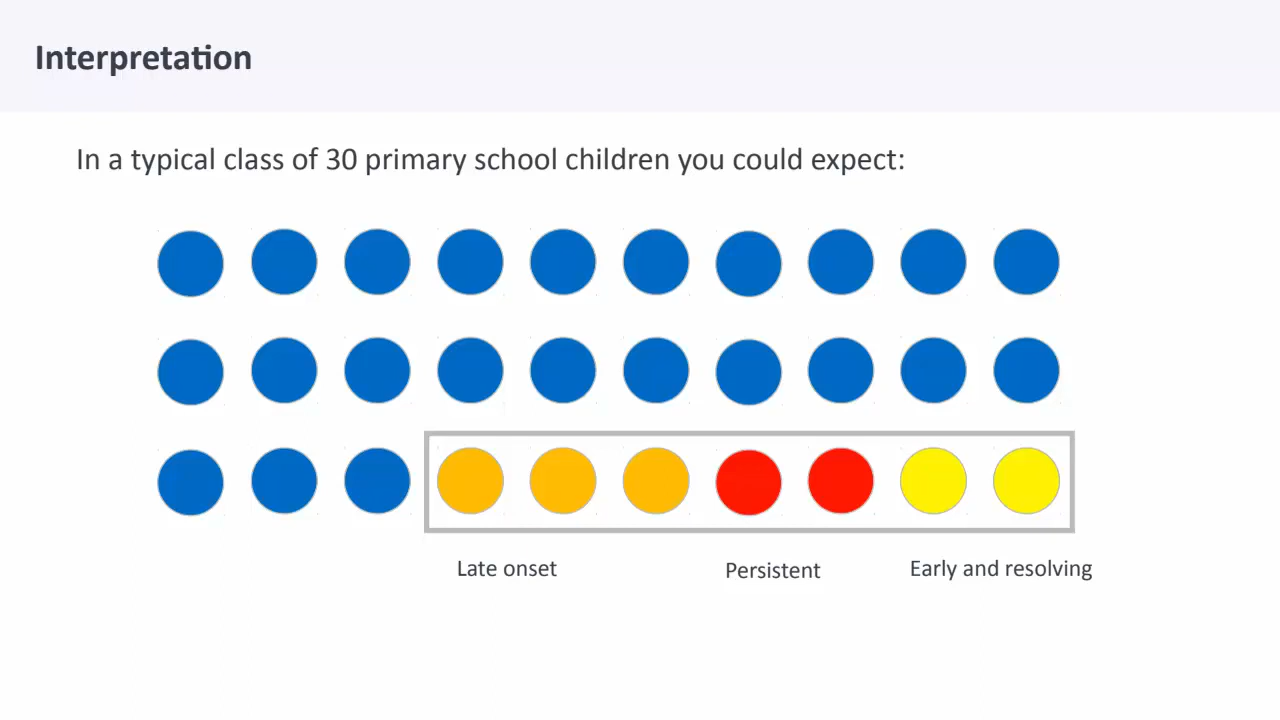 Interpretation
In a typical class of 30 primary school children you could expect:
Late onset
Persistent
Early and resolving